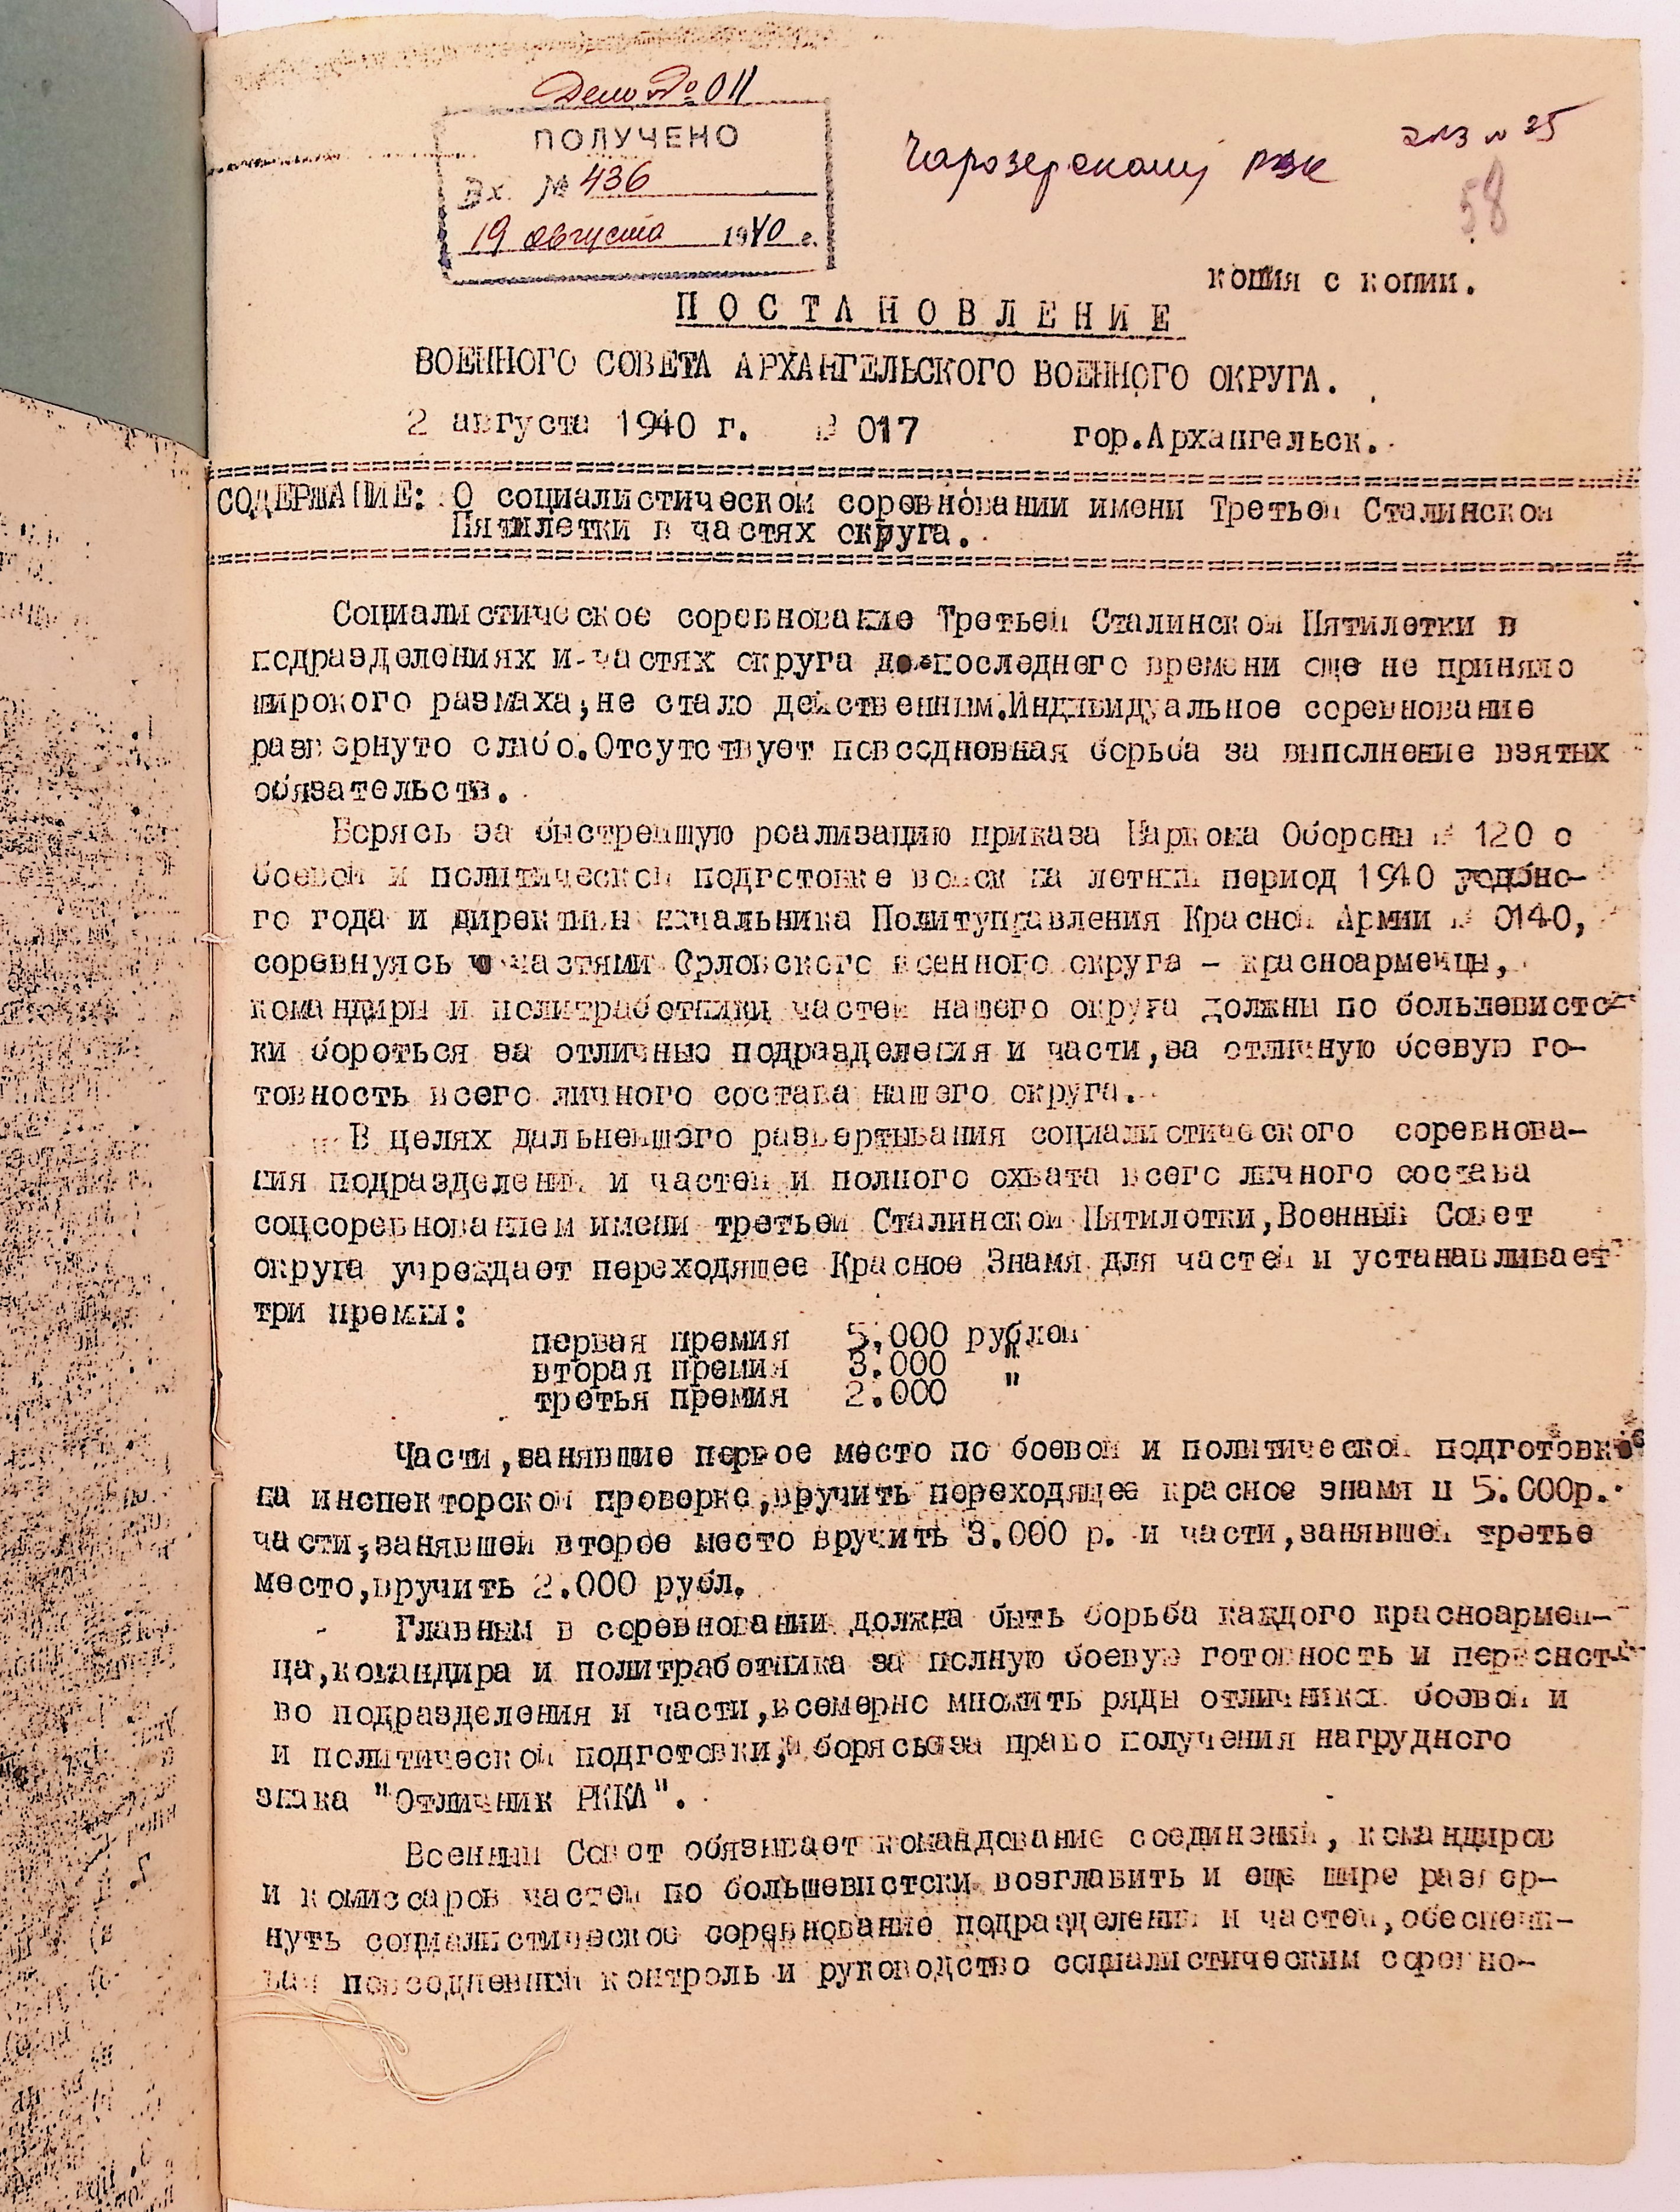 Дело № 011
ПОЛУЧЕНО
Вх. № 436
19 августа 1940 г.
Чарозерскому РВК
экз № 25
58
копия с копии.
ПОСТАНОВЛЕНИЕ
ВОЕННОГО СОВЕТА АРХАНГЕЛЬСКОГО ВОЕННОГО ОКРУГА.
2 августа 1940 г. № 017 гор.Архангельск.
СОДЕРЖАНИЕ: О социалистическом соревновании имени Третьей Сталинской
Пятилетки в частях округа.
Социалистическое соревнование Третьей Сталинской Пятилетки в
подразделениях и частях округа до последнего времени еще не приняло
широкого размаха,не стало действенным.Индивидуальное соревнование
развернуто слабо.Отсутствует повседневная борьба за выполнение взятых
обязательств.
Борясь за быстрейшую реализацию приказа Наркома Обороны № 120 о
боевой и политической подготовке войск на летний период 1940 учебно-
го года и директивы начальника Политуправления Красной Армии № 0140,
соревнуясь с частями Орловского военного округа - красноармейцы,
командиры и политработники частей нашего округа должны по большевистс-
ки бороться за отличные подразделения и части,за отличную боевую го-
товность всего личного состава нашего округа.
В целях дальнейшего развертывания социалистического соревнова-
ния подразделений и частей и полного охвата всего личного состава
соцсоревнованием имени третьей Сталинской Пятилетки,Военный Совет
округа учреждает переходящее Красное Знамя для частей и устанавливает
три премии:
первая премия 5.000 рублей
вторая премия 3.000 "
третья премия 2.000 "
Части,занявшие первое место по боевой и политической подготовке
на инспекторской проверке,вручить переходящее красное знамя и 5.000р.
части,занявшей второе место вручить 3.000 р. и части,занявшей третье
место,вручить 2.000 рубл.
Главным в соревновании должна быть борьба каждого красноармей-
ца,командира и политработника за полную боевую готовность и первенст-
во подразделения и части,всемерно множить ряды отличников боевой и
и политической подготовки,и борясь за право получения нагрудного
знака "Отличник РККА".
Военный Совет обязывает командование соединений, командиров
и комиссаров частей по большевистски возглавить и еще шире развер-
нуть социалистическое соревнование подразделений и частей,обеспечи-
вая повседневный контроль и руководство социалистическим соревно-